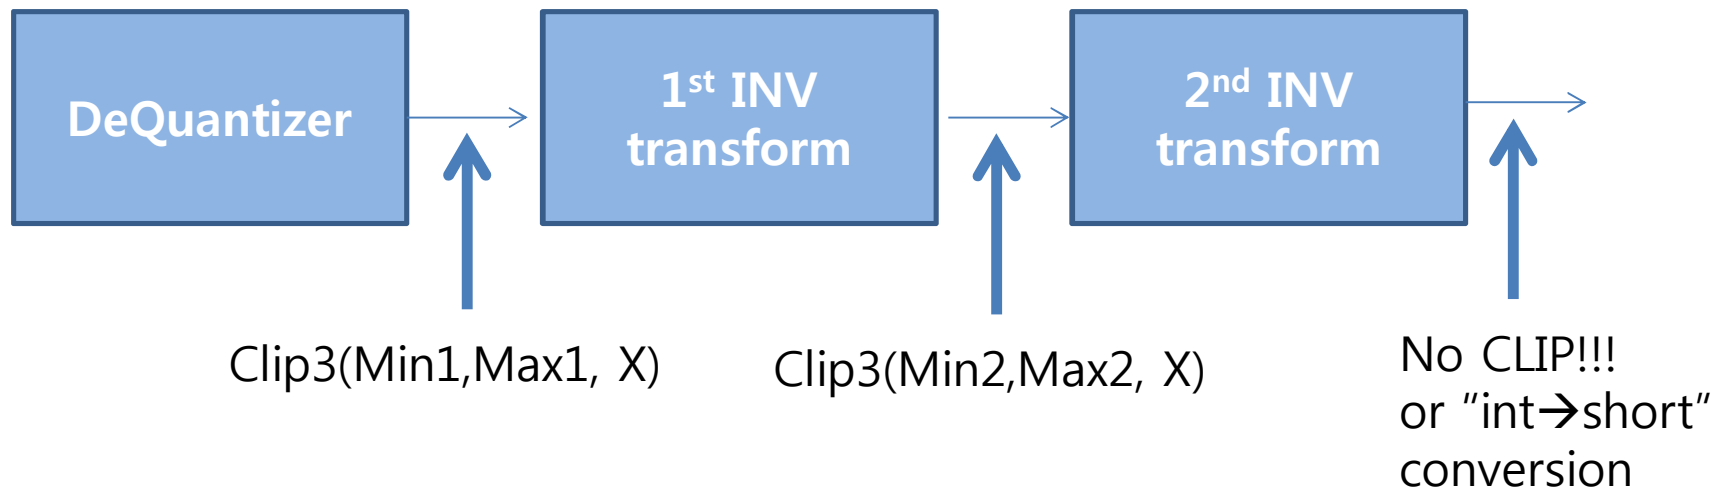 DeQuantizer
1st INV
transform
2nd INV
transform
Clip3(Min1,Max1, X)
Clip3(Min2,Max2, X)
No CLIP!!!
or "int→short"
conversion